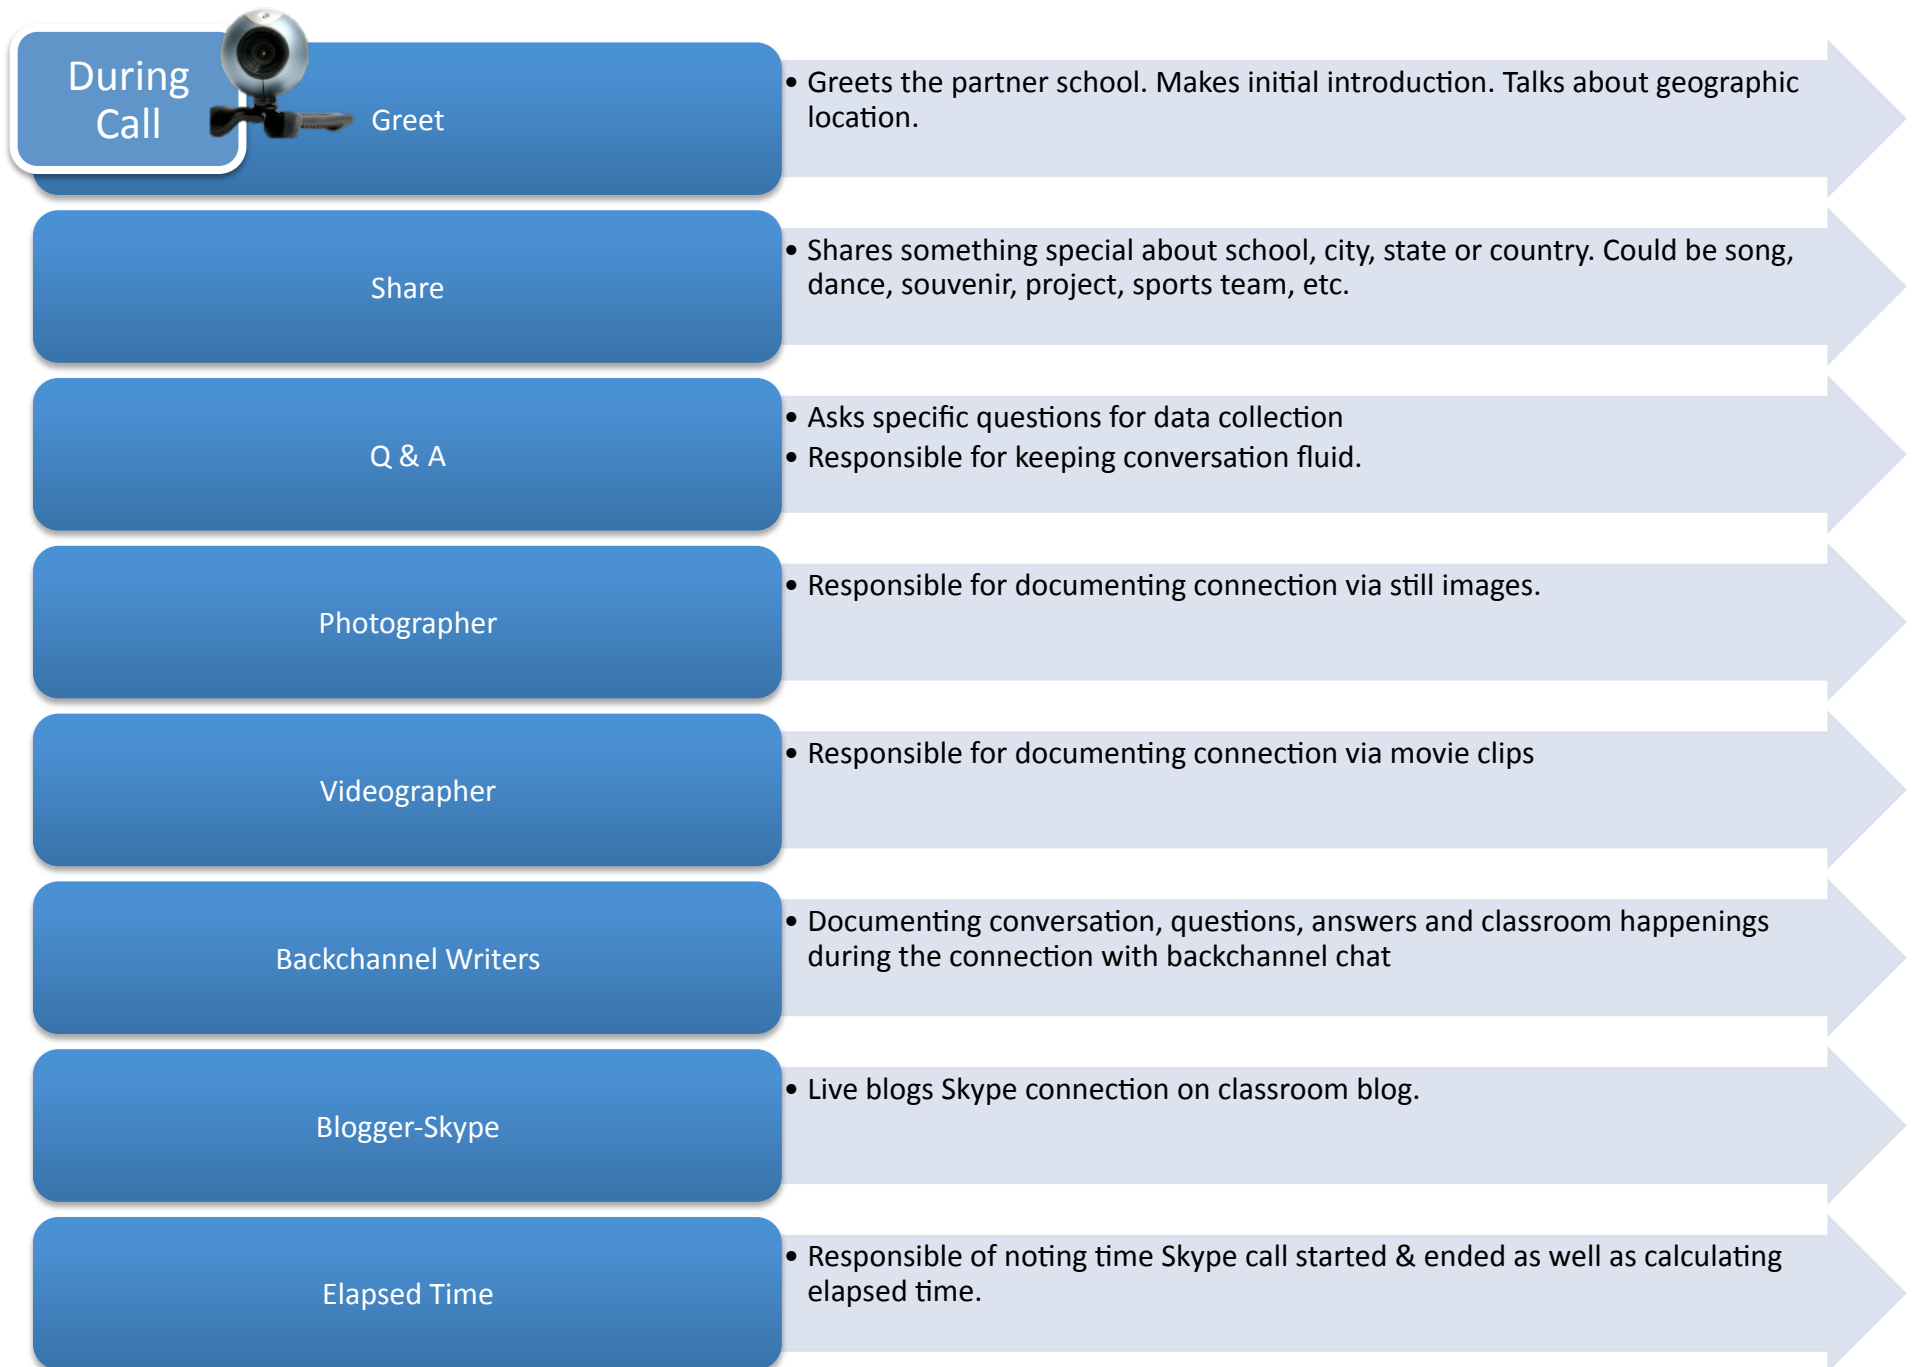 During
Call
Greet
• Greets the partner school. Makes initial introduction. Talks about geographic
location.
Share
• Shares something special about school, city, state or country. Could be song,
dance, souvenir, project, sports team, etc.
Q & A
• Asks specific questions for data collection
• Responsible for keeping conversation fluid.
Photographer
• Responsible for documenting connection via still images.
Videographer
• Responsible for documenting connection via movie clips
Backchannel Writers
• Documenting conversation, questions, answers and classroom happenings
during the connection with backchannel chat
Blogger-Skype
• Live blogs Skype connection on classroom blog.
Elapsed Time
• Responsible of noting time Skype call started & ended as well as calculating
elapsed time.